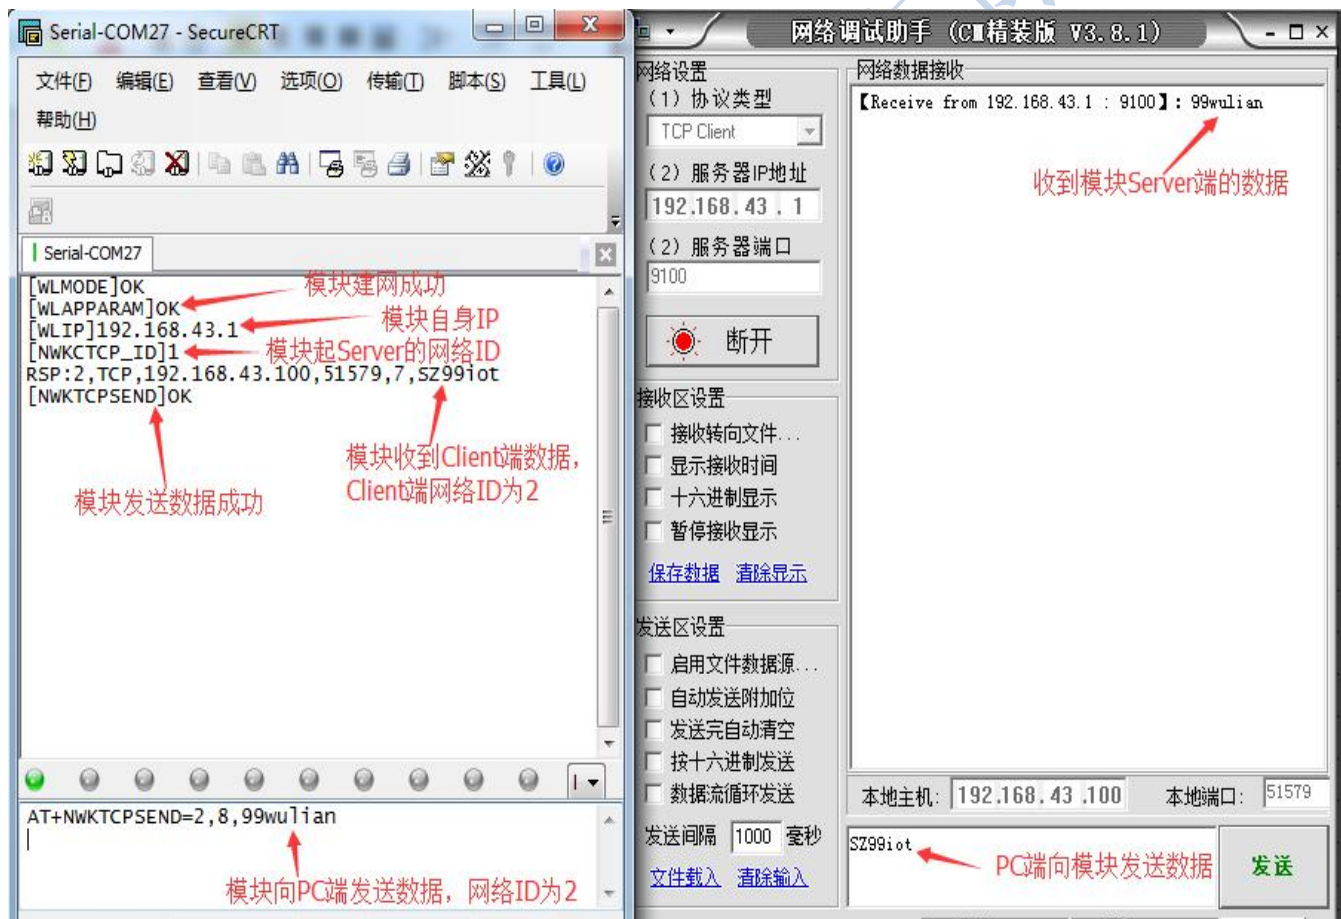 Serial-COM27 - SecureCRT
文件(F) 编辑(E) 查看(V) 选项(O) 传输(T) 脚本(S) 工具(L)
帮助(H)
Serial-COM27
[WLMODE]OK
模块建网成功
[WLAPPARAM]OK
模块自身IP
[WLIP]192.168.43.1
[NWKCTCP_ID]1
模块起Server的网络ID
RSP:2,TCP,192.168.43.100,51579,7,SZ99iot
[NWKTCPSEND]OK
模块收到Client端数据，
Client端网络ID为2
模块发送数据成功
AT+NWKTCPSEND=2,8,99wulian
模块向PC端发送数据，网络ID为2
网络调试助手 (C■精装版 V3.8.1)
网络设置
(1) 协议类型
TCP Client
(2) 服务器IP地址
192.168.43.1
(2) 服务器端口
9100
断开
接收区设置
接收转向文件...
显示接收时间
十六进制显示
暂停接收显示
保存数据 清除显示
发送区设置
启用文件数据源...
自动发送附加位
发送完自动清空
按十六进制发送
数据流循环发送
发送间隔 1000 毫秒
文件载入 清除输入
网络数据接收
【Receive from 192.168.43.1 : 9100】: 99wulian
收到模块Server端的数据
本地主机: 192.168.43.100 本地端口: 51579
SZ99iot
PC端向模块发送数据
发送